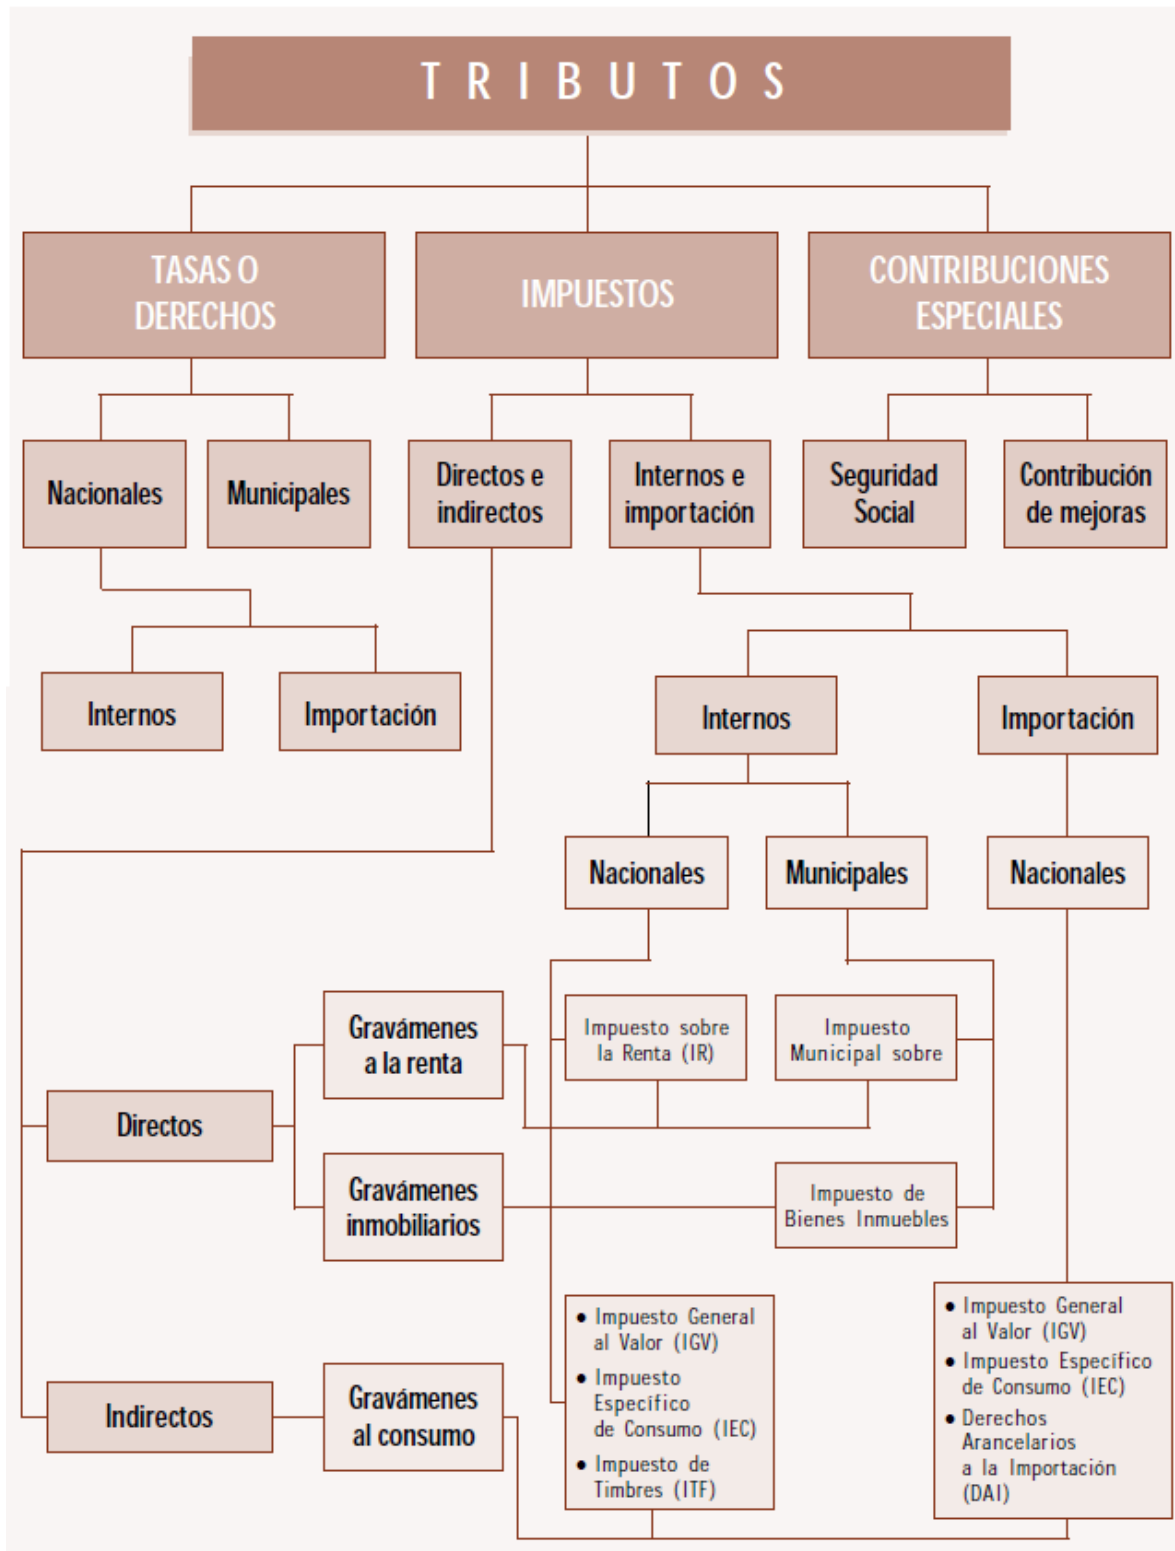 TRIBUTOS
TASAS O
DERECHOS
IMPUESTOS
CONTRIBUCIONES
ESPECIALES
Nacionales
Municipales
Directos e
indirectos
Internos e
importación
Seguridad
Social
Contribución
de mejoras
Internos
Importación
Internos
Importación
Nacionales
Municipales
Nacionales
Gravámenes
a la renta
Impuesto sobre
la Renta (IR)
Impuesto
Municipal sobre
Directos
Gravámenes
inmobiliarios
Impuesto de
Bienes Inmuebles
Indirectos
Gravámenes
al consumo
• Impuesto General
al Valor (IGV)
• Impuesto
Específico
de Consumo (IEC)
• Impuesto de
Timbres (ITF)
• Impuesto General
al Valor (IGV)
• Impuesto Específico
de Consumo (IEC)
• Derechos
Arancelarios
a la Importación
(DAI)